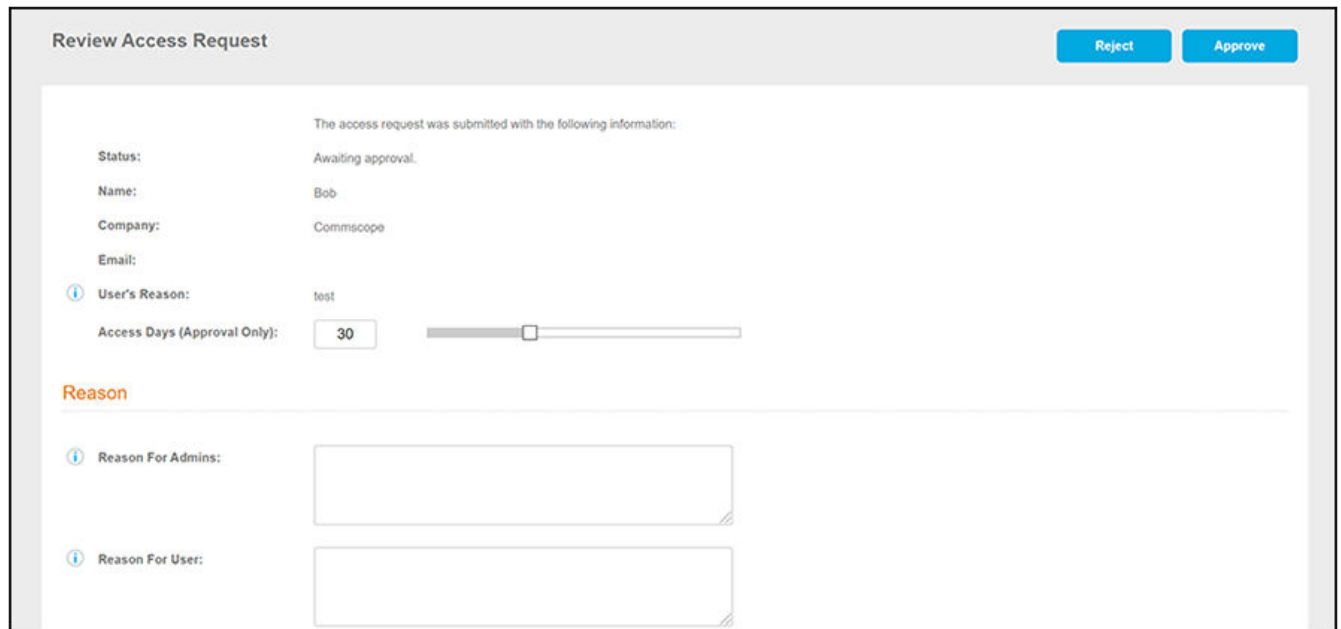 Review Access Request
Reject
Approve
The access request was submitted with the following information:
Status: Awaiting approval.
Name: Bob
Company: Commscope
Email:
User's Reason: test
Access Days (Approval Only): 30
Reason
Reason For Admins:
Reason For User: